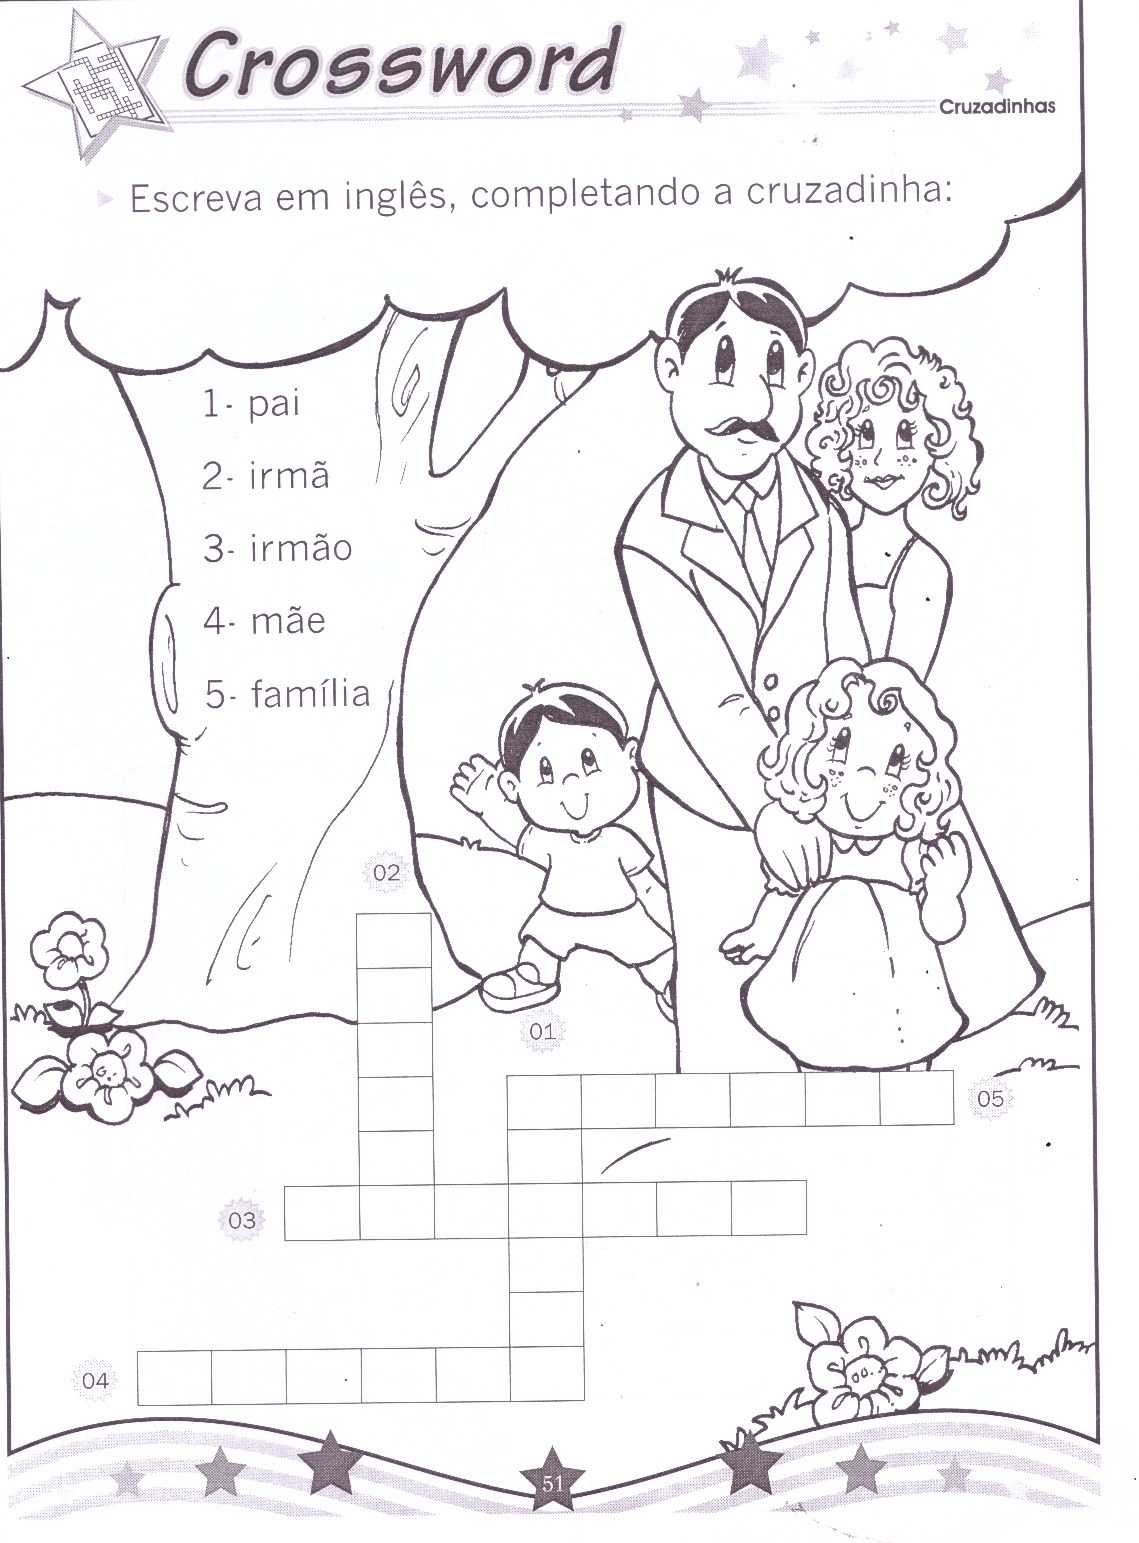 Crossword
Cruzadinhas
Escreva em inglês, completando a cruzadinha:
1- pai
2- irmã
3- irmão
4- mãe
5- família
02
01
05
03
04
51